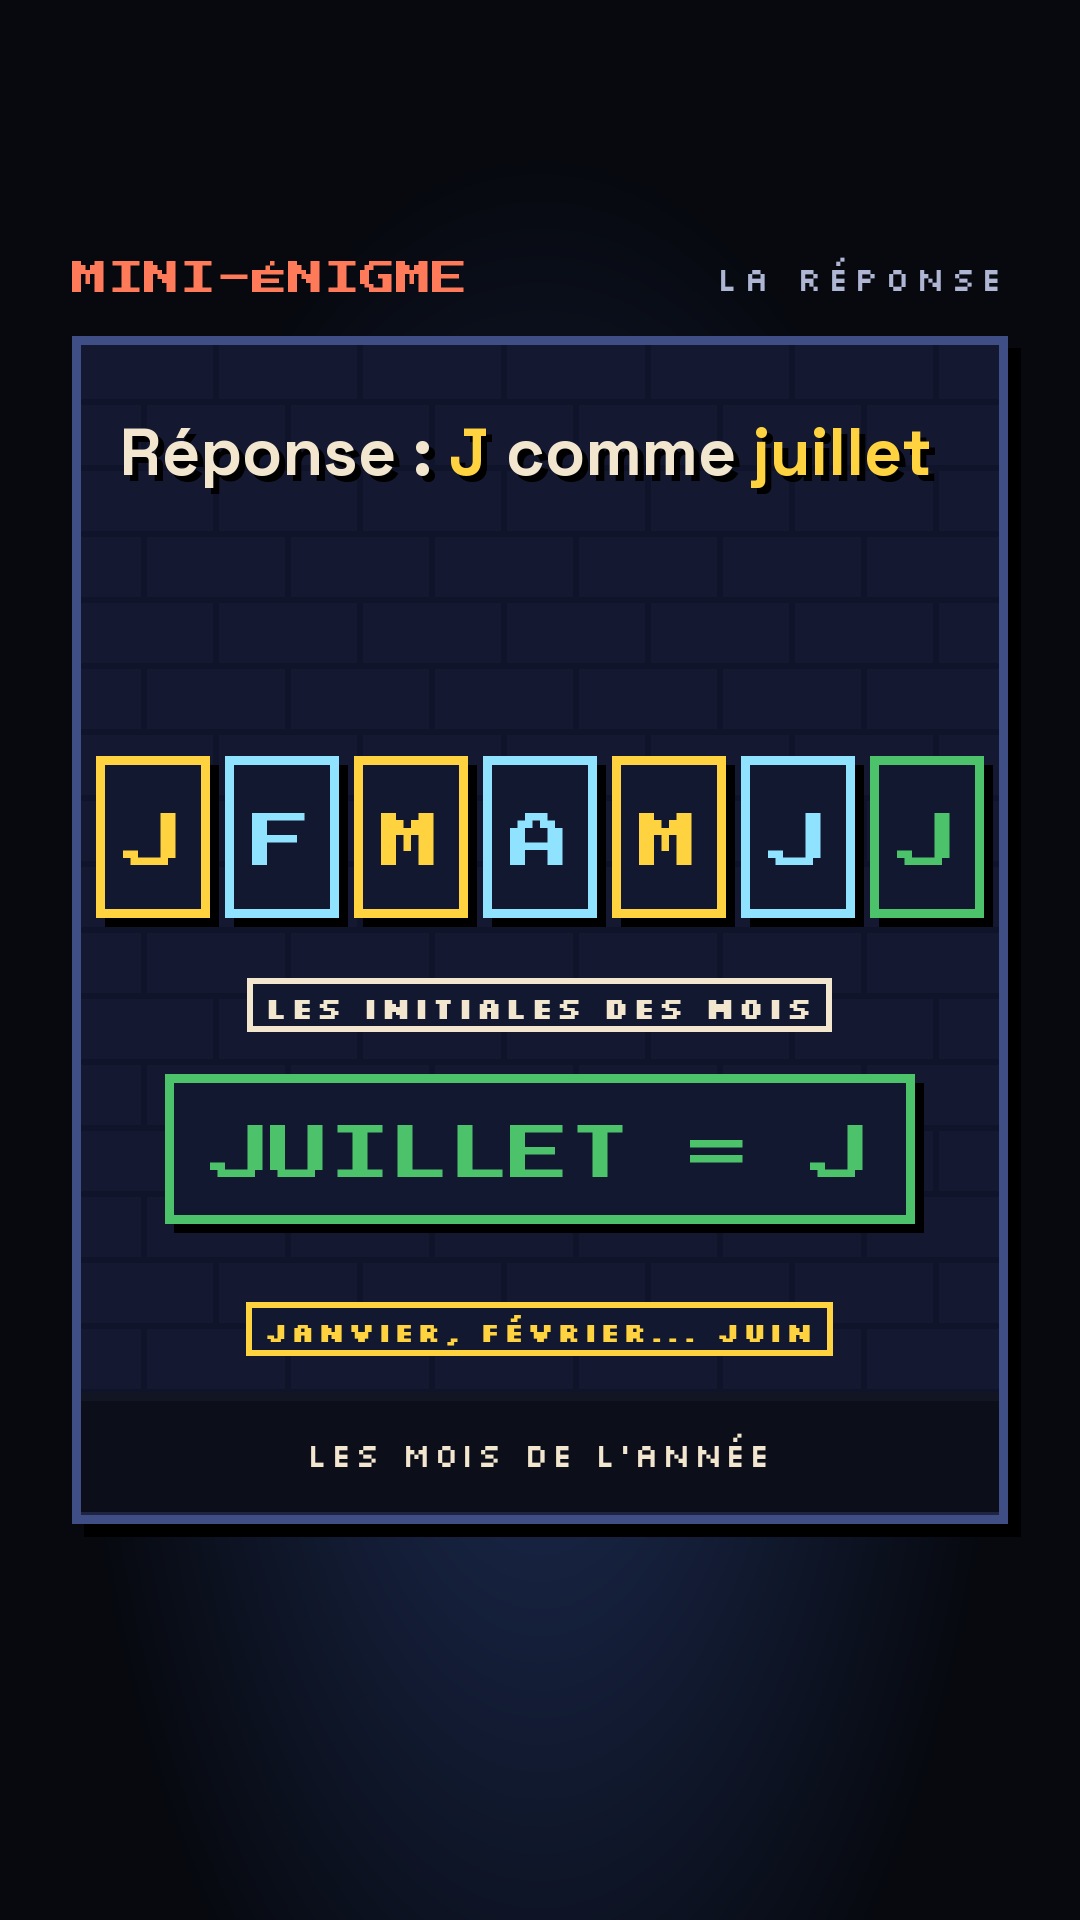 MINI-ÉNIGME
LA RÉPONSE
Réponse : J comme juillet
J F M A M J J
LES INITIALES DES MOIS
JUILLET = J
JANVIER, FÉVRIER... JUIN
LES MOIS DE L'ANNÉE